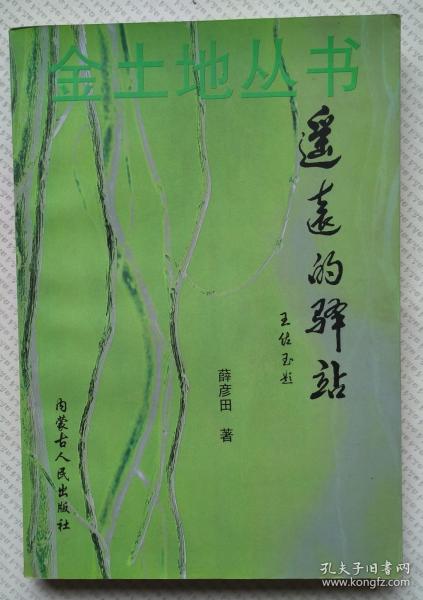 金土地丛书
遥远的驿站
王佐玉题
薛彦田 著
内蒙古人民出版社
孔夫子旧书网
www.kongfz.com